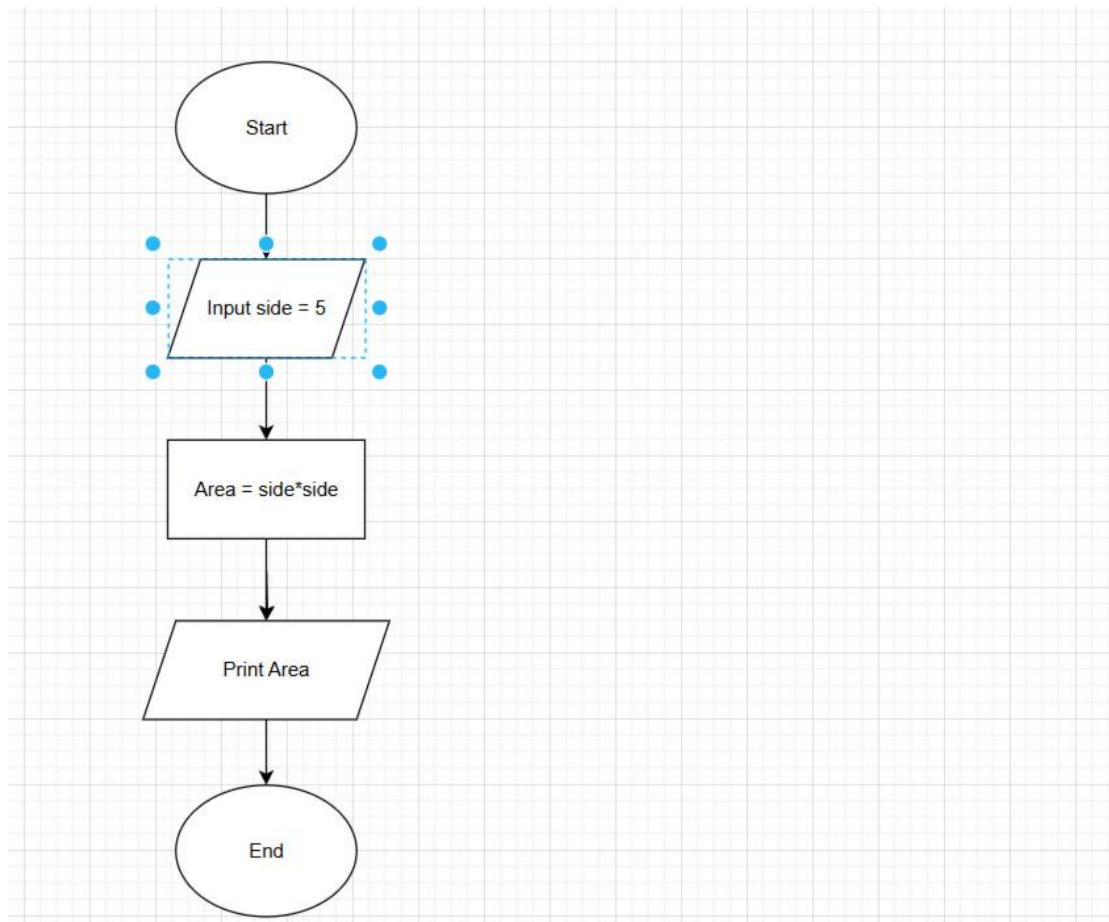 Start
Input side = 5
Area = side*side
Print Area
End